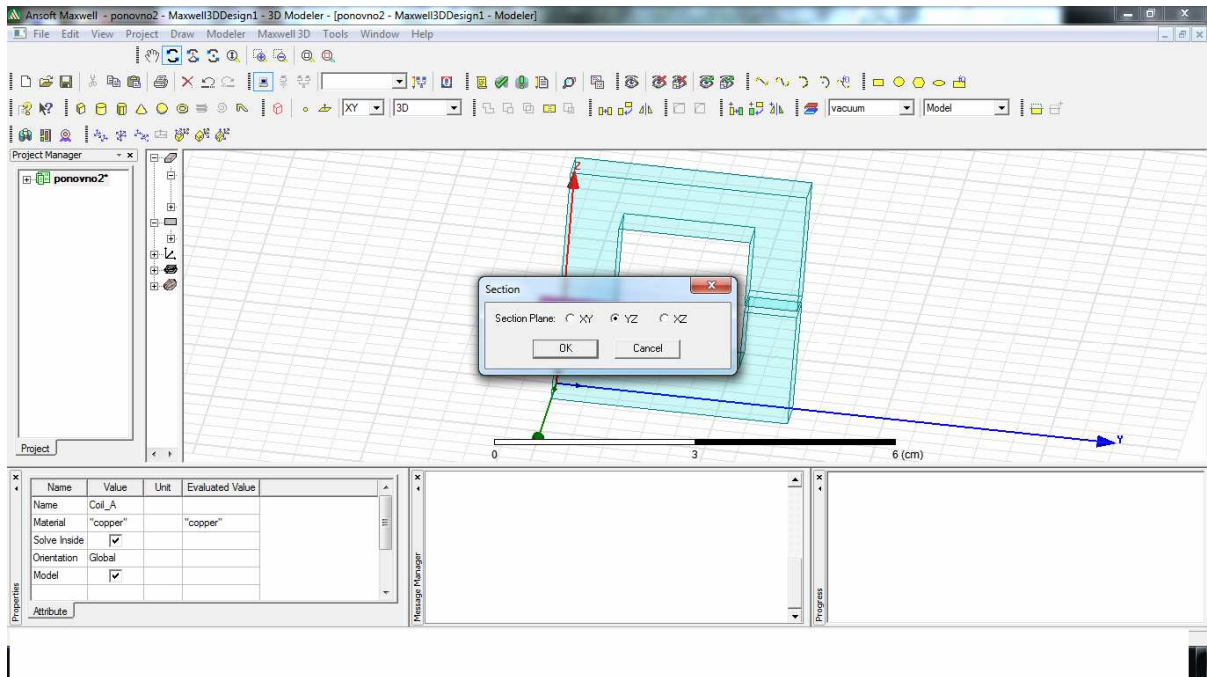 Ansoft Maxwell - ponovno2 - Maxwell3DDesign1 - 3D Modeler - [ponovno2 - Maxwell3DDesign1 - Modeler]
File Edit View Project Draw Modeler Maxwell 3D Tools Window Help
XY 3D vacuum Model
Project Manager
ponovno2*
Z
Section
Section Plane: XY YZ XZ
OK Cancel
Y
0 3 6 (cm)
Project
Name Value Unit Evaluated Value
Name Coil_A
Material "copper" "copper"
Solve Inside
Orientation Global
Model
Attribute
Properties
Message Manager
Progress